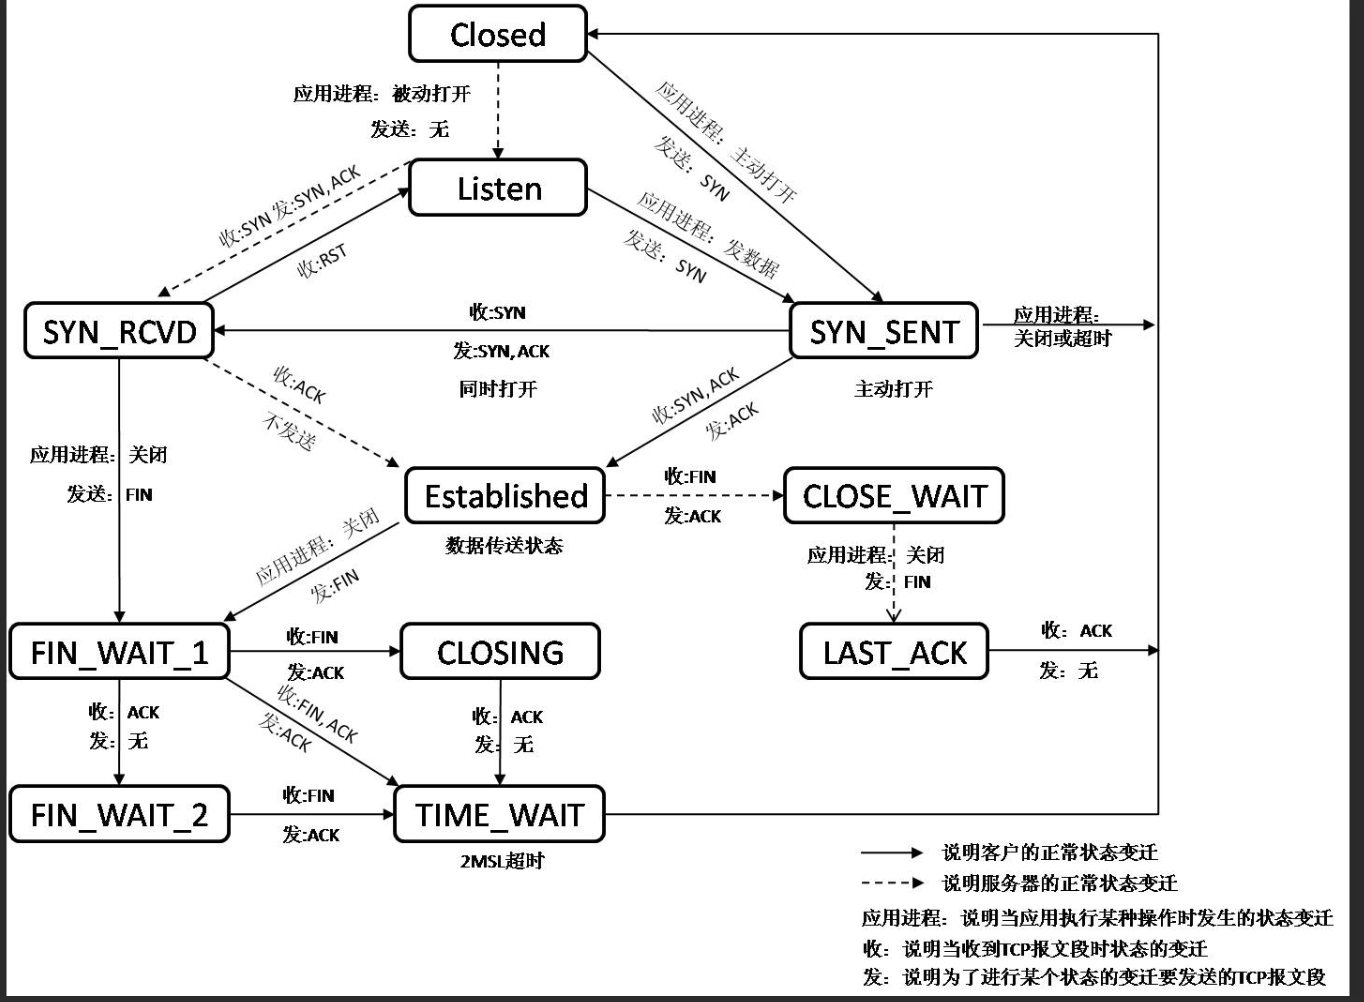 Closed
应用进程：被动打开
发送：无
应用进程：主动打开
发送：SYN
Listen
收:SYN 发:SYN, ACK
收:RST
应用进程：发数据
发送：SYN
SYN_RCVD
收:SYN
发:SYN, ACK
同时打开
SYN_SENT
主动打开
应用进程：
关闭或超时
收:ACK
不发送
收:SYN, ACK
发:ACK
应用进程：关闭
发送：FIN
Established
数据传送状态
收:FIN
发:ACK
CLOSE_WAIT
应用进程：关闭
发:FIN
应用进程：关闭
发：FIN
FIN_WAIT_1
收:FIN
发:ACK
CLOSING
LAST_ACK
收：ACK
发：无
收：ACK
发：无
收:FIN, ACK
发:ACK
收：ACK
发：无
FIN_WAIT_2
收:FIN
发:ACK
TIME_WAIT
2MSL超时
说明客户的正常状态变迁
说明服务器的正常状态变迁
应用进程：说明当应用执行某种操作时发生的状态变迁
收：说明当收到TCP报文段时状态的变迁
发：说明为了进行某个状态的变迁要发送的TCP报文段